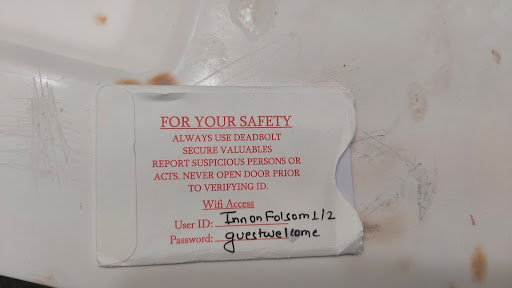 FOR YOUR SAFETY
ALWAYS USE DEADBOLT
SECURE VALUABLES
REPORT SUSPICIOUS PERSONS OR
ACTS. NEVER OPEN DOOR PRIOR
TO VERIFYING ID.
Wifi Access
User ID: InnonFolsom1/2
Password: guestwelcome